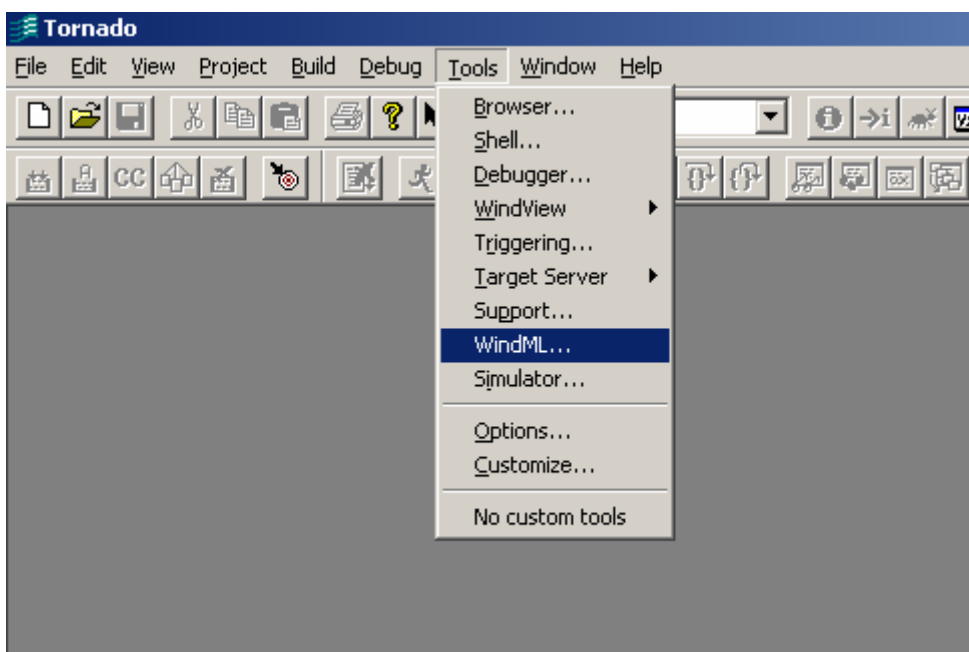 Tornado
File Edit View Project Build Debug Tools Window Help
Browser...
Shell...
Debugger...
WindView
Triggering...
Target Server
Support...
WindML...
Simulator...
Options...
Customize...
No custom tools
CC